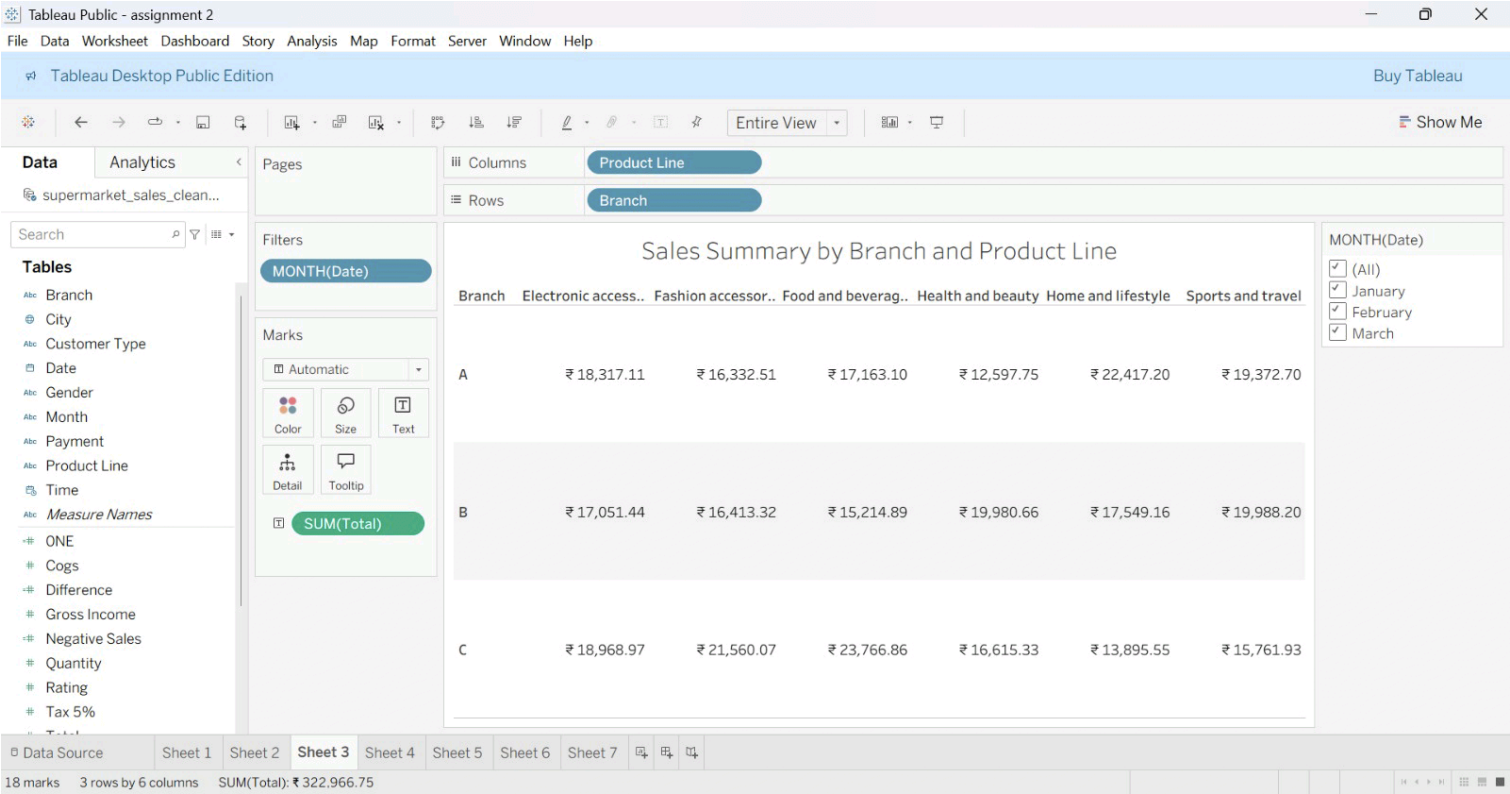 Tableau Public - assignment 2
File Data Worksheet Dashboard Story Analysis Map Format Server Window Help
Tableau Desktop Public Edition Buy Tableau
Entire View Show Me
Data Analytics
supermarket_sales_clean...
Search
Tables
Abc Branch
City
Abc Customer Type
Date
Abc Gender
Abc Month
Abc Payment
Abc Product Line
Time
Abc Measure Names
=# ONE
# Cogs
=# Difference
# Gross Income
=# Negative Sales
# Quantity
# Rating
# Tax 5%
Pages
Filters
MONTH(Date)
Marks
Automatic
Color Size Text
Detail Tooltip
SUM(Total)
Columns Product Line
Rows Branch
Sales Summary by Branch and Product Line
Branch Electronic access.. Fashion accessor.. Food and beverag.. Health and beauty Home and lifestyle Sports and travel
A ₹ 18,317.11 ₹ 16,332.51 ₹ 17,163.10 ₹ 12,597.75 ₹ 22,417.20 ₹ 19,372.70
B ₹ 17,051.44 ₹ 16,413.32 ₹ 15,214.89 ₹ 19,980.66 ₹ 17,549.16 ₹ 19,988.20
C ₹ 18,968.97 ₹ 21,560.07 ₹ 23,766.86 ₹ 16,615.33 ₹ 13,895.55 ₹ 15,761.93
MONTH(Date)
(All)
January
February
March
Data Source Sheet 1 Sheet 2 Sheet 3 Sheet 4 Sheet 5 Sheet 6 Sheet 7
18 marks 3 rows by 6 columns SUM(Total): ₹ 322,966.75